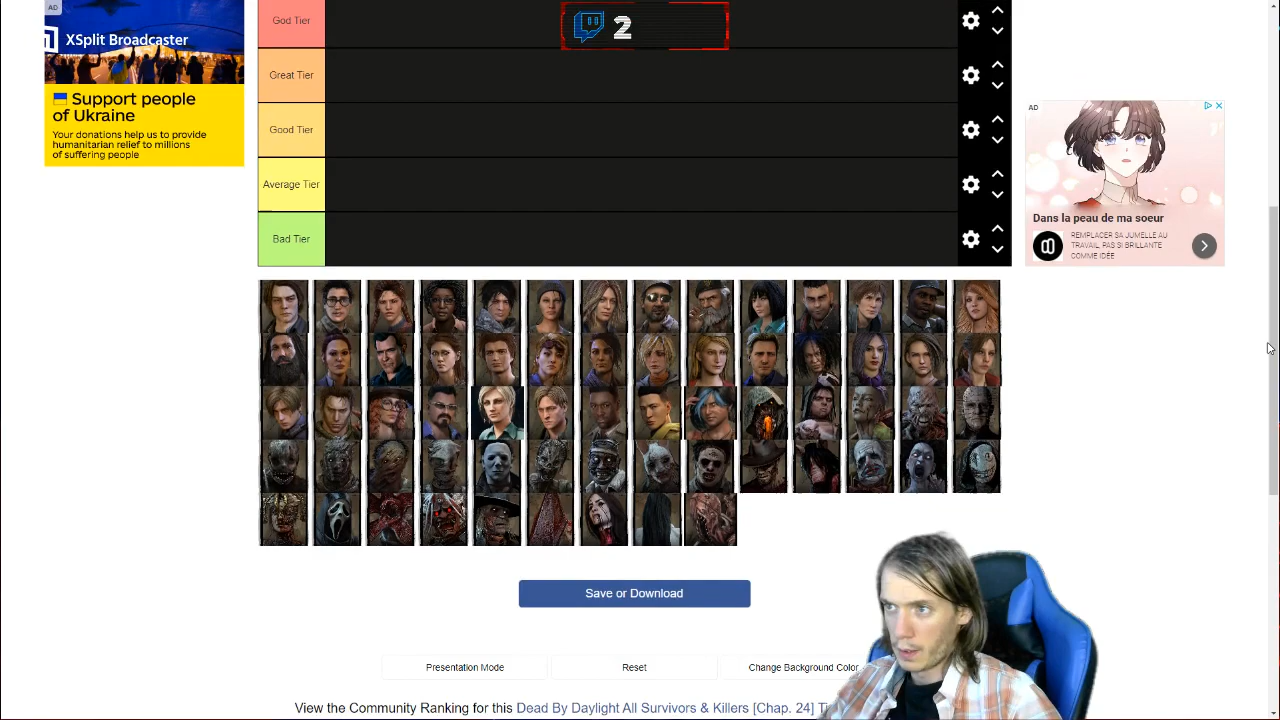 AD
XSplit Broadcaster
Support people
of Ukraine
Your donations help us to provide
humanitarian relief to millions
of suffering people
2
God Tier
Great Tier
Good Tier
Average Tier
Bad Tier
AD
Dans la peau de ma soeur
REMPLACER SA JUMELLE AU
TRAVAIL, PAS SI BRILLANTE
COMME IDÉE
Save or Download
Presentation Mode
Reset
Change Background Color
View the Community Ranking for this Dead By Daylight All Survivors & Killers [Chap. 24]